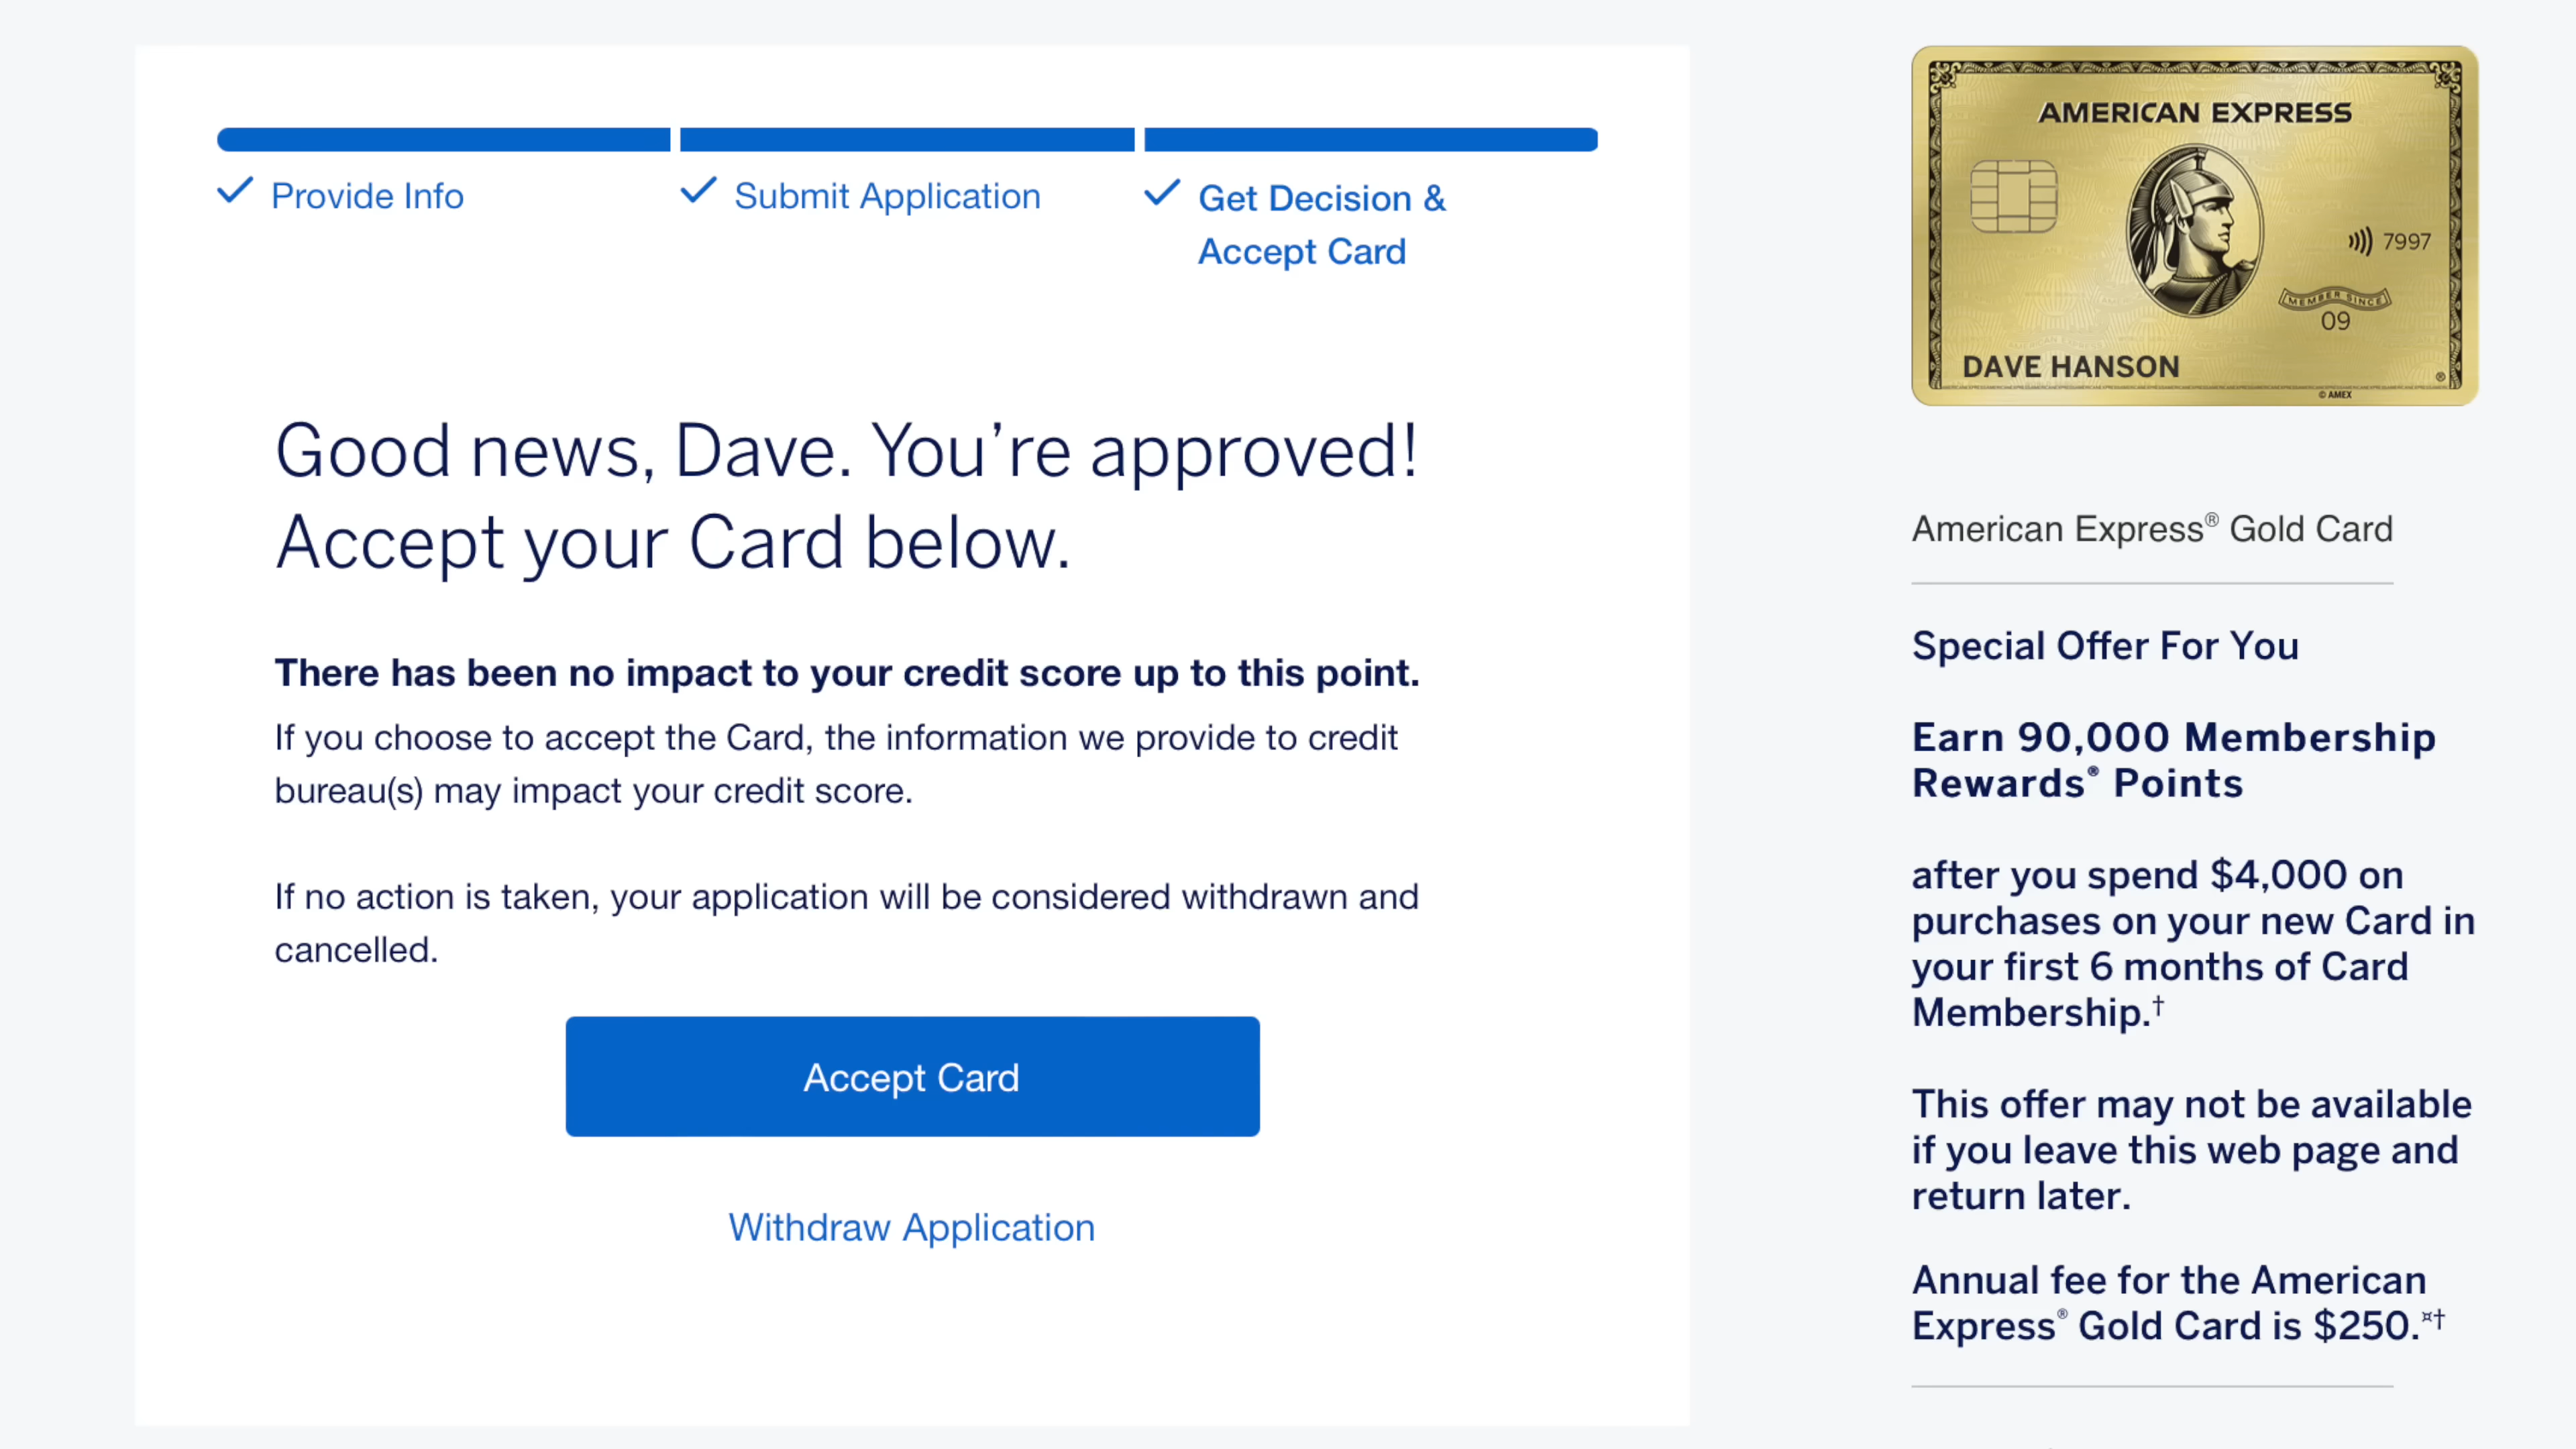 Provide Info
Submit Application
Get Decision &
Accept Card
Good news, Dave. You’re approved!
Accept your Card below.
There has been no impact to your credit score up to this point.
If you choose to accept the Card, the information we provide to credit
bureau(s) may impact your credit score.
If no action is taken, your application will be considered withdrawn and
cancelled.
Accept Card
Withdraw Application
AMERICAN EXPRESS
7997
MEMBER SINCE
09
DAVE HANSON
®
© AMEX
American Express® Gold Card
Special Offer For You
Earn 90,000 Membership
Rewards® Points
after you spend $4,000 on
purchases on your new Card in
your first 6 months of Card
Membership.†
This offer may not be available
if you leave this web page and
return later.
Annual fee for the American
Express® Gold Card is $250.¤†